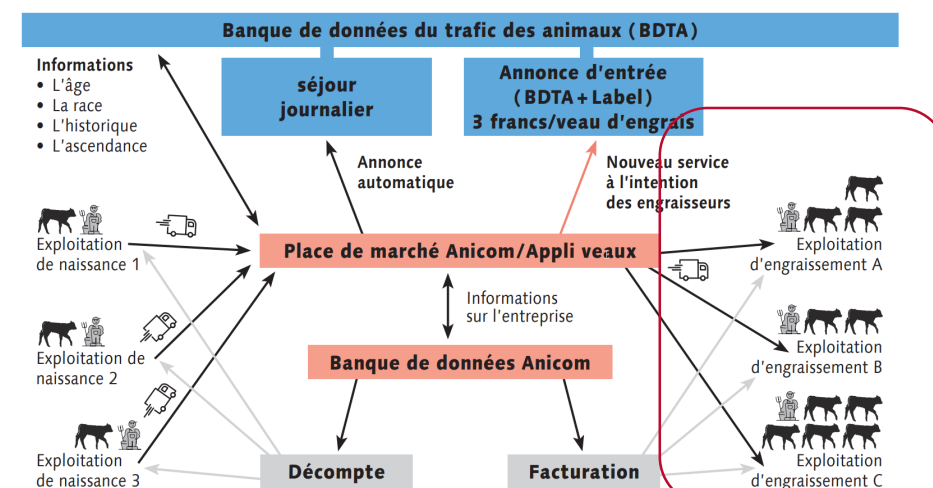 Banque de données du trafic des animaux (BDTA)
Informations
• L'âge
• La race
• L'historique
• L'ascendance
séjour
journalier
Annonce d'entrée
(BDTA+Label)
3 francs/veau d'engrais
Annonce
automatique
Nouveau service
à l'intention
des engraisseurs
Exploitation
de naissance 1
Place de marché Anicom/Appli veaux
Exploitation
d'engraissement A
Informations
sur l'entreprise
Exploitation de
naissance 2
Banque de données Anicom
Exploitation
d'engraissement B
Exploitation
de naissance 3
Décompte
Facturation
Exploitation
d'engraissement C